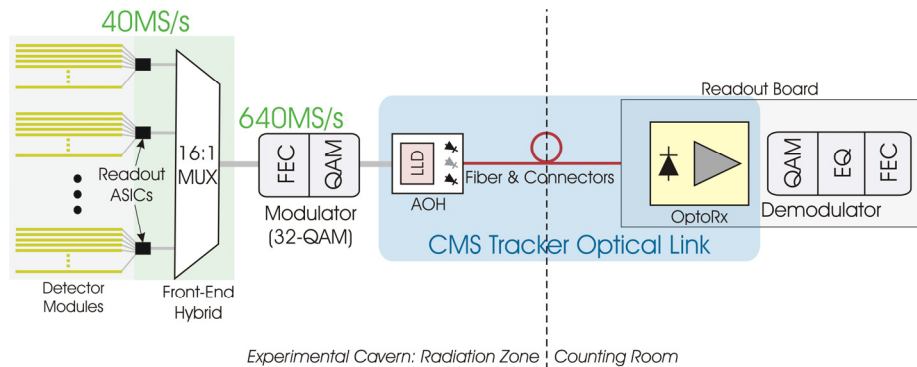 40MS/s
Readout Board
640MS/s
16:1
MUX
FEC
QAM
LLD
QAM
EQ
FEC
Readout
ASICs
Fiber & Connectors
AOH
OptoRx
Modulator
(32-QAM)
Demodulator
CMS Tracker Optical Link
Detector
Modules
Front-End
Hybrid
Experimental Cavern: Radiation Zone
Counting Room